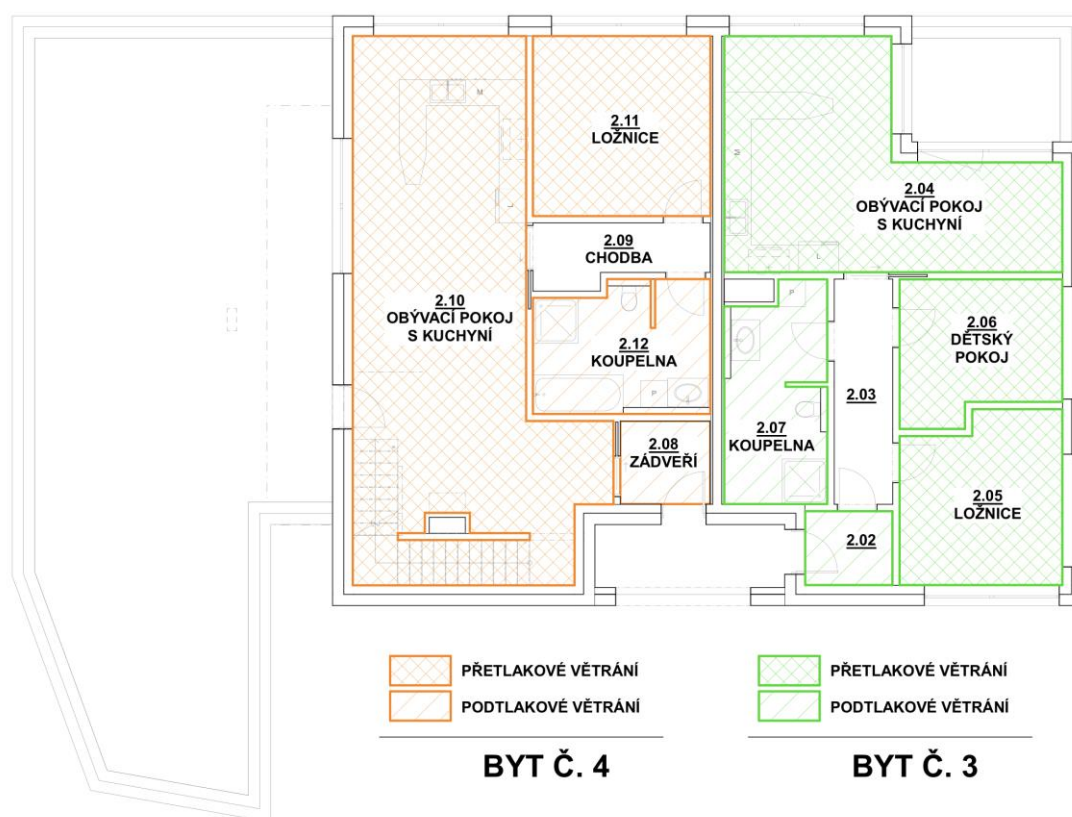 2.11
LOŽNICE
2.04
OBÝVACÍ POKOJ
S KUCHYNÍ
2.09
CHODBA
2.10
OBÝVACÍ POKOJ
S KUCHYNÍ
2.12
KOUPELNA
2.06
DĚTSKÝ
POKOJ
2.03
2.07
KOUPELNA
2.08
ZÁDVEŘÍ
2.05
LOŽNICE
2.02
M
L
P
M
L
P
PŘETLAKOVÉ VĚTRÁNÍ
PODTLAKOVÉ VĚTRÁNÍ
BYT Č. 4
PŘETLAKOVÉ VĚTRÁNÍ
PODTLAKOVÉ VĚTRÁNÍ
BYT Č. 3